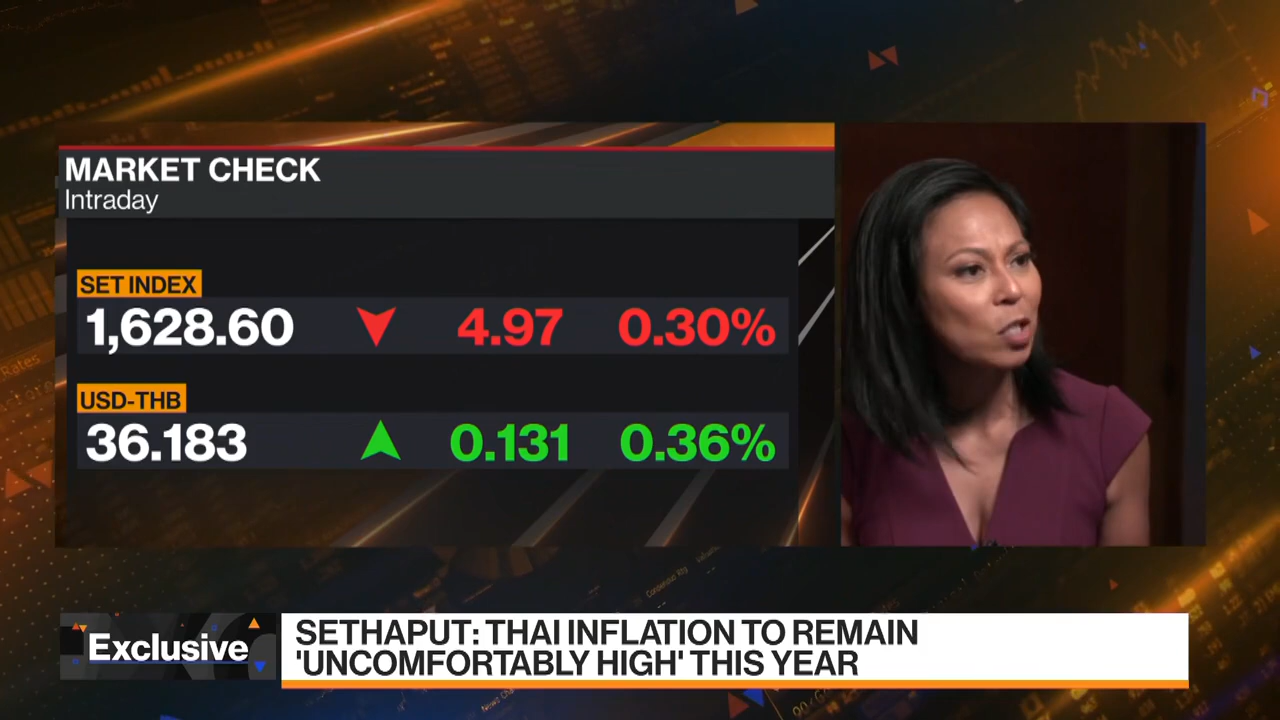 MARKET CHECK
Intraday
SET INDEX
1,628.60 ▼ 4.97 0.30%
USD-THB
36.183 ▲ 0.131 0.36%
Exclusive
SETHAPUT: THAI INFLATION TO REMAIN
'UNCOMFORTABLY HIGH' THIS YEAR